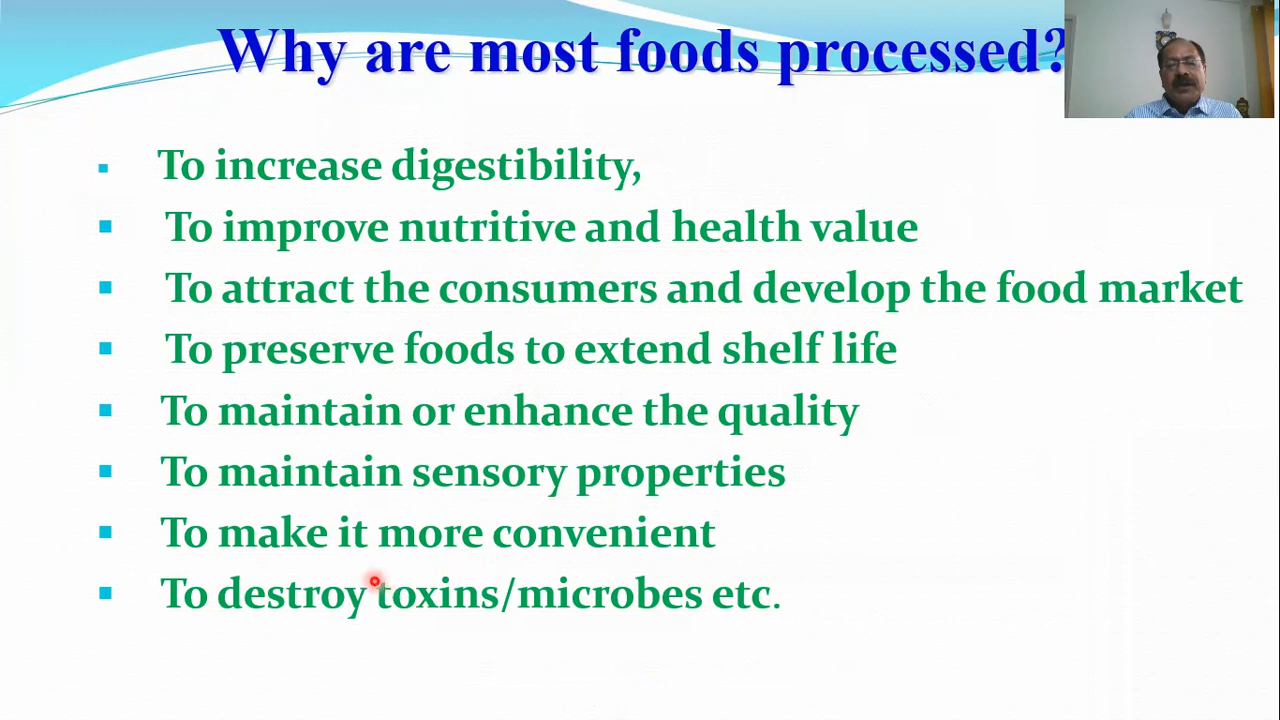 Why are most foods processed?
To increase digestibility,
To improve nutritive and health value
To attract the consumers and develop the food market
To preserve foods to extend shelf life
To maintain or enhance the quality
To maintain sensory properties
To make it more convenient
To destroy toxins/microbes etc.